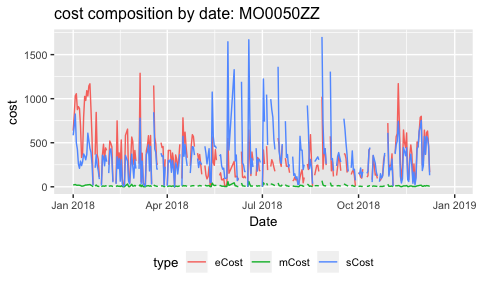 cost composition by date: MO0050ZZ
cost
1500
1000
500
0
Jan 2018 Apr 2018 Jul 2018 Oct 2018 Jan 2019
Date
type eCost mCost sCost